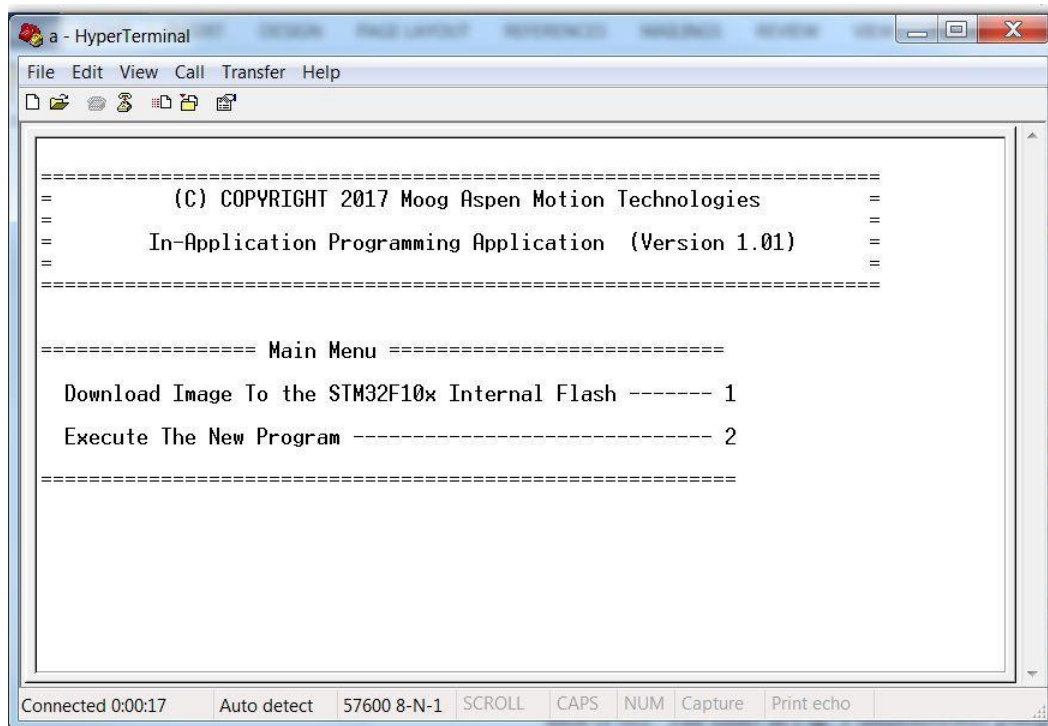 a - HyperTerminal
File Edit View Call Transfer Help
======================================================================
= (C) COPYRIGHT 2017 Moog Aspen Motion Technologies =
= =
= In-Application Programming Application (Version 1.01) =
= =
======================================================================
================== Main Menu ============================
Download Image To the STM32F10x Internal Flash ------- 1
Execute The New Program ------------------------------ 2
==========================================================
Connected 0:00:17 Auto detect 57600 8-N-1 SCROLL CAPS NUM Capture Print echo